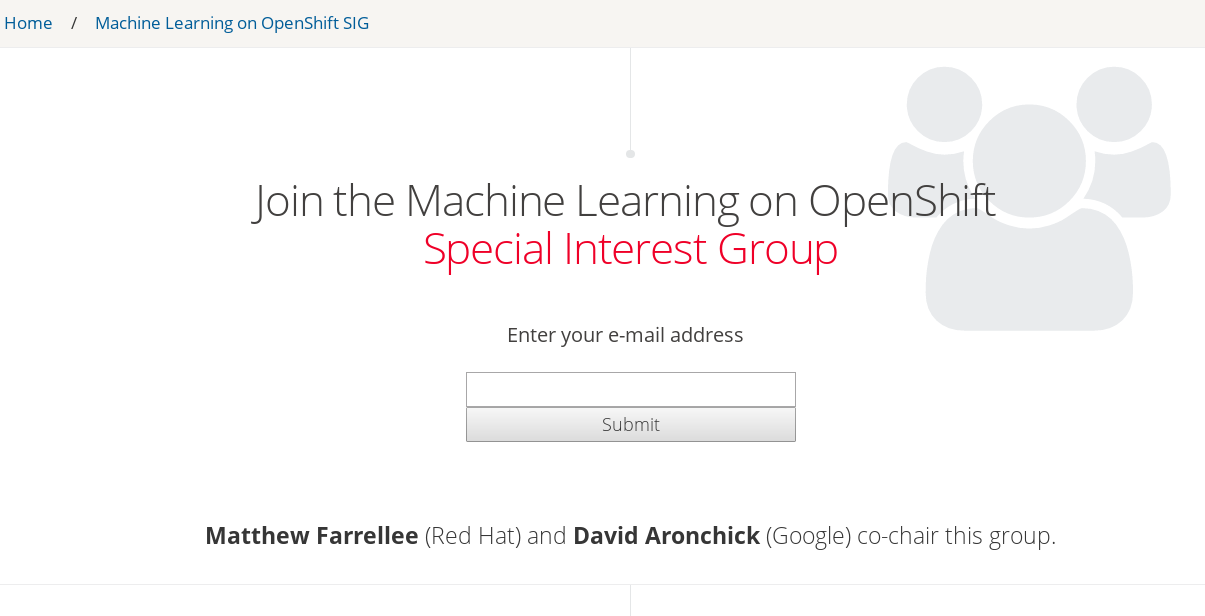 Home / Machine Learning on OpenShift SIG
Join the Machine Learning on OpenShift
Special Interest Group
Enter your e-mail address
Submit
Matthew Farrellee (Red Hat) and David Aronchick (Google) co-chair this group.